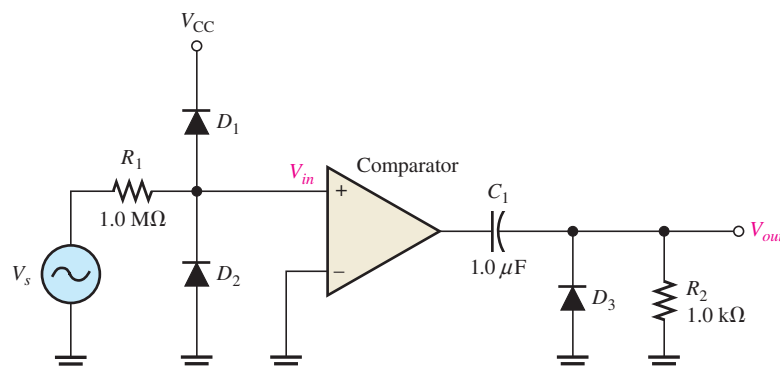 V_CC
D_1
R_1
1.0 MΩ
V_in
Comparator
+
–
V_s
D_2
C_1
1.0 μF
V_out
D_3
R_2
1.0 kΩ